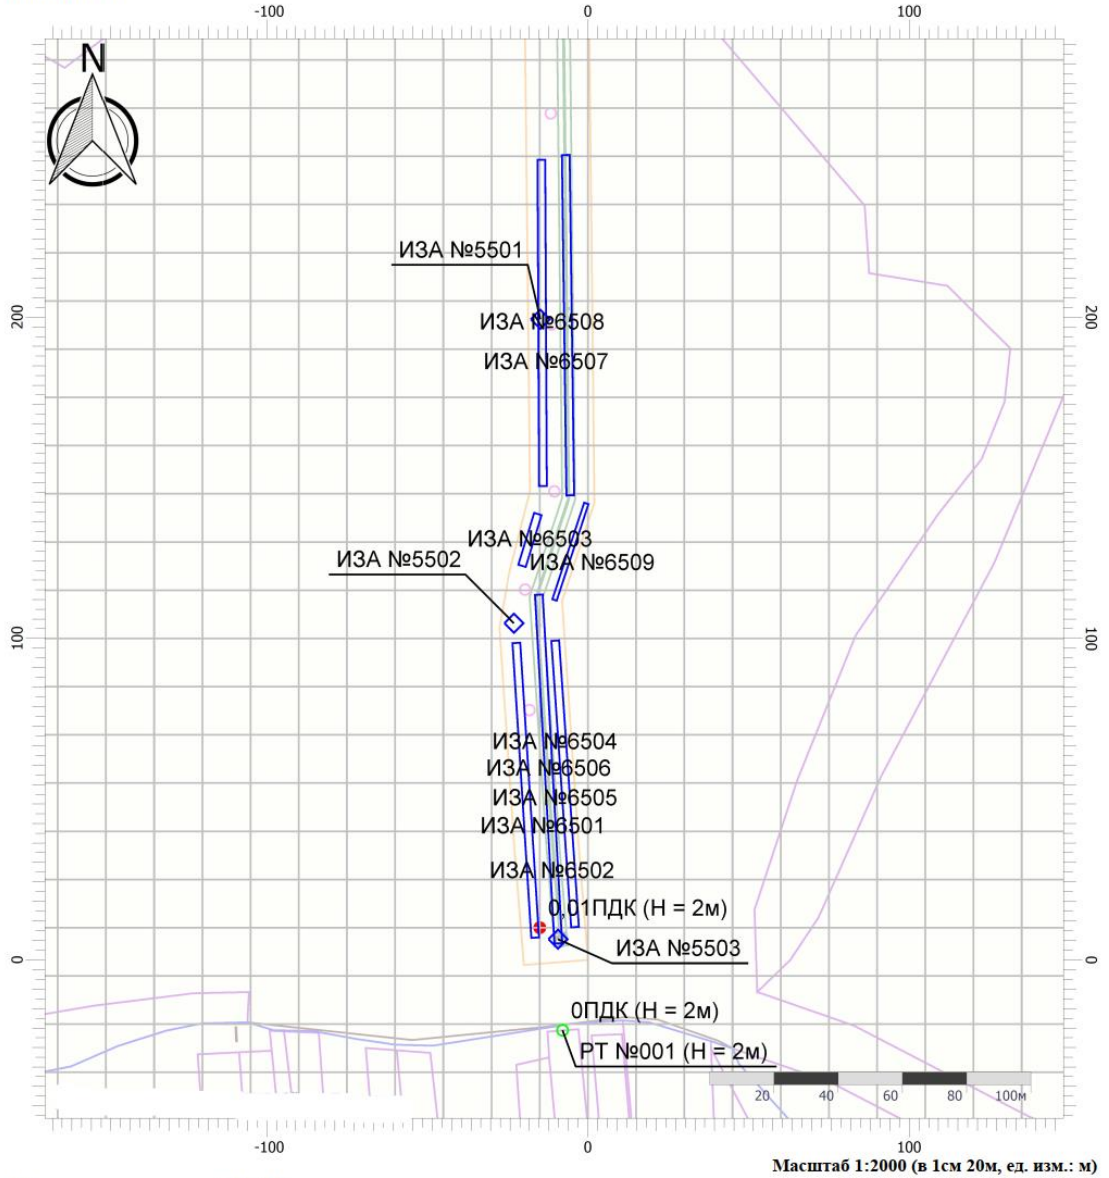 -100 0 100
N
ИЗА №5501
200 200
ИЗА №6508
ИЗА №6507
ИЗА №6503
ИЗА №5502
ИЗА №6509
100 100
ИЗА №6504
ИЗА №6506
ИЗА №6505
ИЗА №6501
ИЗА №6502
0,01ПДК (Н = 2м)
ИЗА №5503
0 0
0ПДК (Н = 2м)
РТ №001 (Н = 2м)
20 40 60 80 100м
-100 0 100
Масштаб 1:2000 (в 1см 20м, ед. изм.: м)